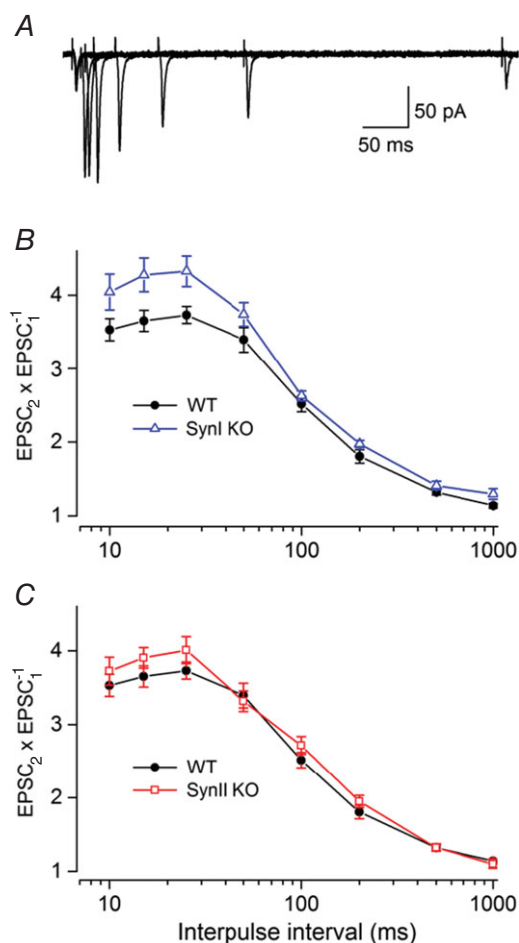 A
50 pA
50 ms
B
EPSC₂ x EPSC₁⁻¹
4
3
2
1
WT
SynI KO
10
100
1000
C
EPSC₂ x EPSC₁⁻¹
4
3
2
1
WT
SynII KO
10
100
1000
Interpulse interval (ms)